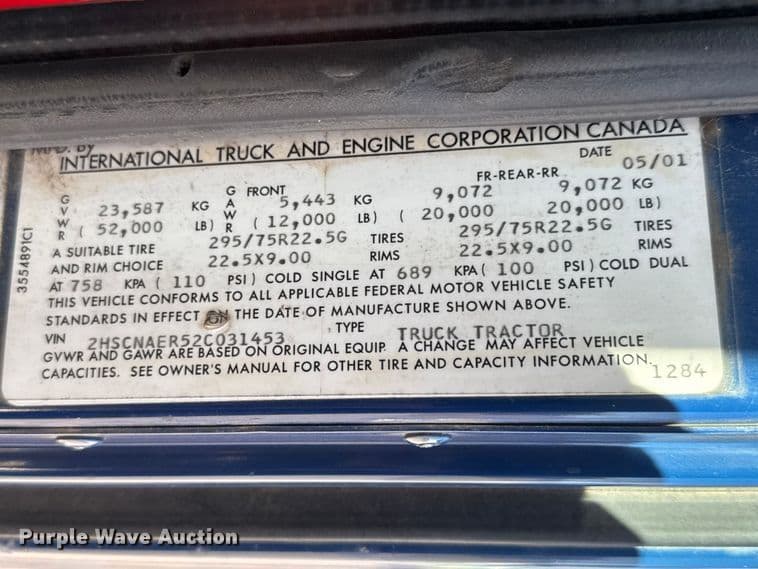 MFD. By
INTERNATIONAL TRUCK AND ENGINE CORPORATION CANADA
DATE 05/01
GVWR 23,587 KG (52,000 LB)
GAWR FRONT 5,443 KG (12,000 LB)
FR-REAR-RR 9,072 9,072 KG
(20,000 20,000 LB)
A SUITABLE TIRE 295/75R22.5G TIRES 295/75R22.5G TIRES
AND RIM CHOICE 22.5X9.00 RIMS 22.5X9.00 RIMS
AT 758 KPA (110 PSI) COLD SINGLE AT 689 KPA (100 PSI) COLD DUAL
THIS VEHICLE CONFORMS TO ALL APPLICABLE FEDERAL MOTOR VEHICLE SAFETY
STANDARDS IN EFFECT ON THE DATE OF MANUFACTURE SHOWN ABOVE.
VIN 2HSCNAER52C031453 , TYPE TRUCK TRACTOR
GVWR AND GAWR ARE BASED ON ORIGINAL EQUIP. A CHANGE MAY AFFECT VEHICLE
CAPACITIES. SEE OWNER'S MANUAL FOR OTHER TIRE AND CAPACITY INFORMATION.
1284
3554891C1
Purple Wave Auction